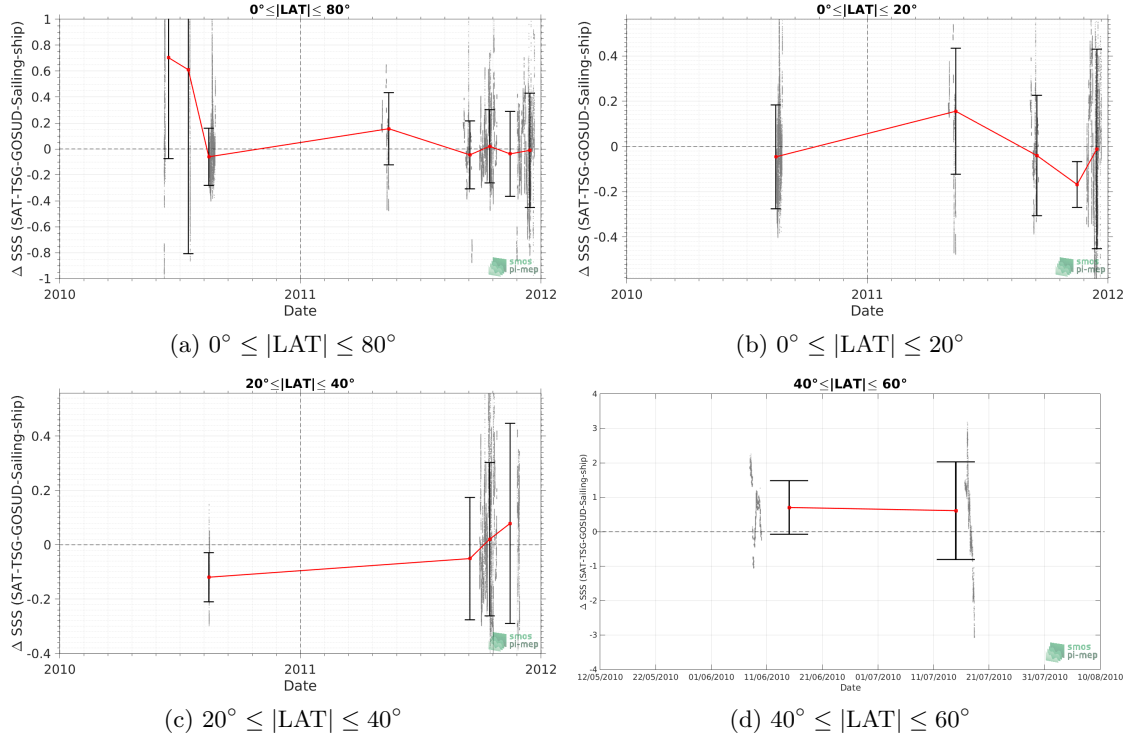 0°≤|LAT|≤ 80°
Δ SSS (SAT-TSG-GOSUD-Sailing-ship)
1
0.8
0.6
0.4
0.2
0
-0.2
-0.4
-0.6
-0.8
-1
2010
2011
2012
Date
smos
pi-mep
(a) 0° ≤ |LAT| ≤ 80°
0°≤|LAT|≤ 20°
Δ SSS (SAT-TSG-GOSUD-Sailing-ship)
0.4
0.2
0
-0.2
-0.4
2010
2011
2012
Date
smos
pi-mep
(b) 0° ≤ |LAT| ≤ 20°
20°≤|LAT|≤ 40°
Δ SSS (SAT-TSG-GOSUD-Sailing-ship)
0.4
0.2
0
-0.2
-0.4
2010
2011
2012
Date
smos
pi-mep
(c) 20° ≤ |LAT| ≤ 40°
40°≤|LAT|≤ 60°
Δ SSS (SAT-TSG-GOSUD-Sailing-ship)
4
3
2
1
0
-1
-2
-3
-4
12/05/2010 22/05/2010 01/06/2010 11/06/2010 21/06/2010 01/07/2010 11/07/2010 21/07/2010 31/07/2010 10/08/2010
Date
smos
pi-mep
(d) 40° ≤ |LAT| ≤ 60°